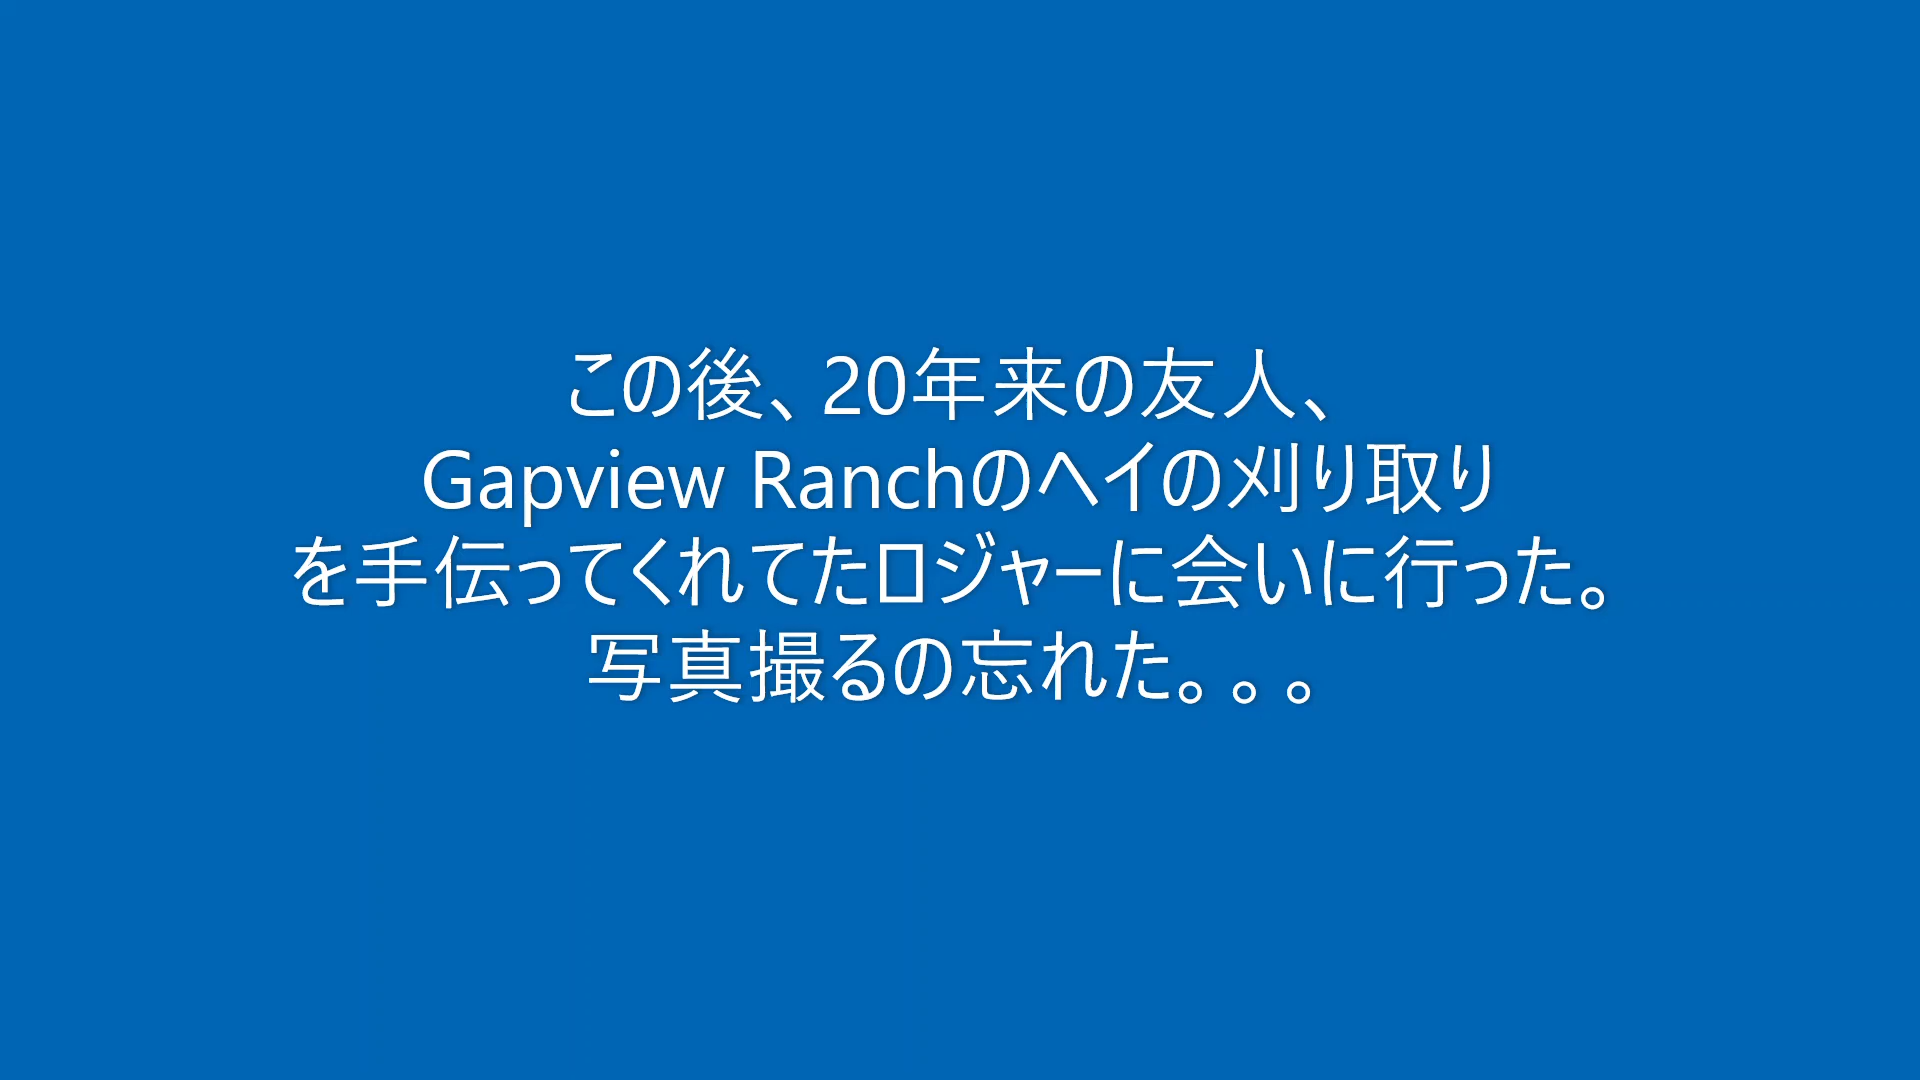 この後、20年来の友人、
Gapview Ranchのヘイの刈り取り
を手伝ってくれてたロジャーに会いに行った。
写真撮るの忘れた。。。